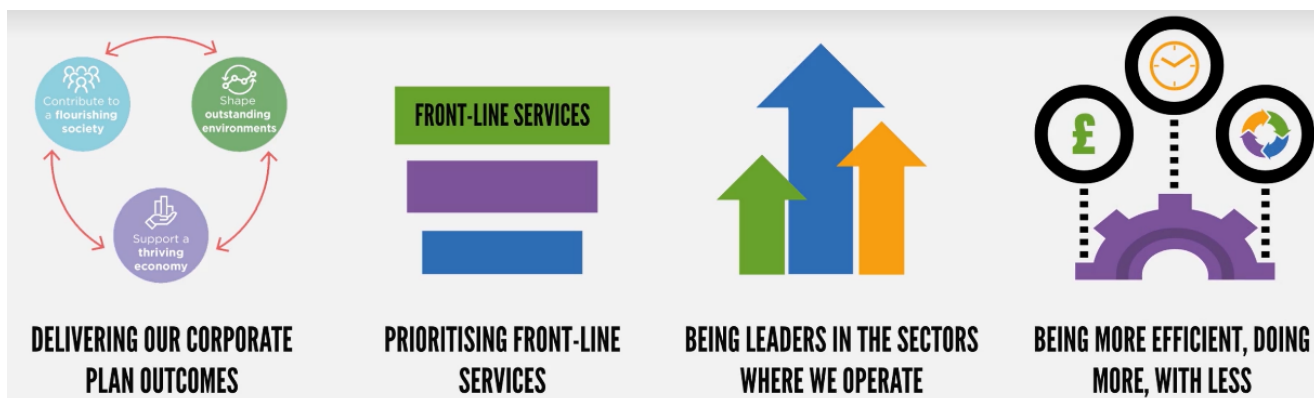 Contribute to
a flourishing
society
Shape
outstanding
environments
Support a
thriving
economy
DELIVERING OUR CORPORATE
PLAN OUTCOMES
FRONT-LINE SERVICES
PRIORITISING FRONT-LINE
SERVICES
BEING LEADERS IN THE SECTORS
WHERE WE OPERATE
£
BEING MORE EFFICIENT, DOING
MORE, WITH LESS